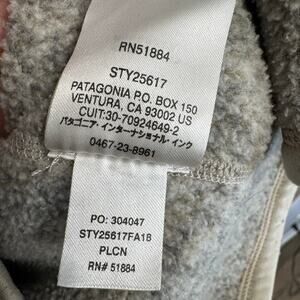 RN51884
STY25617
PATAGONIA P.O. BOX 150
VENTURA, CA 93002 US
CUIT:30-70924649-2
パタゴニア・インターナショナル・インク
0467-23-8961
PO: 304047
STY25617FA18
PLCN
RN# 51884